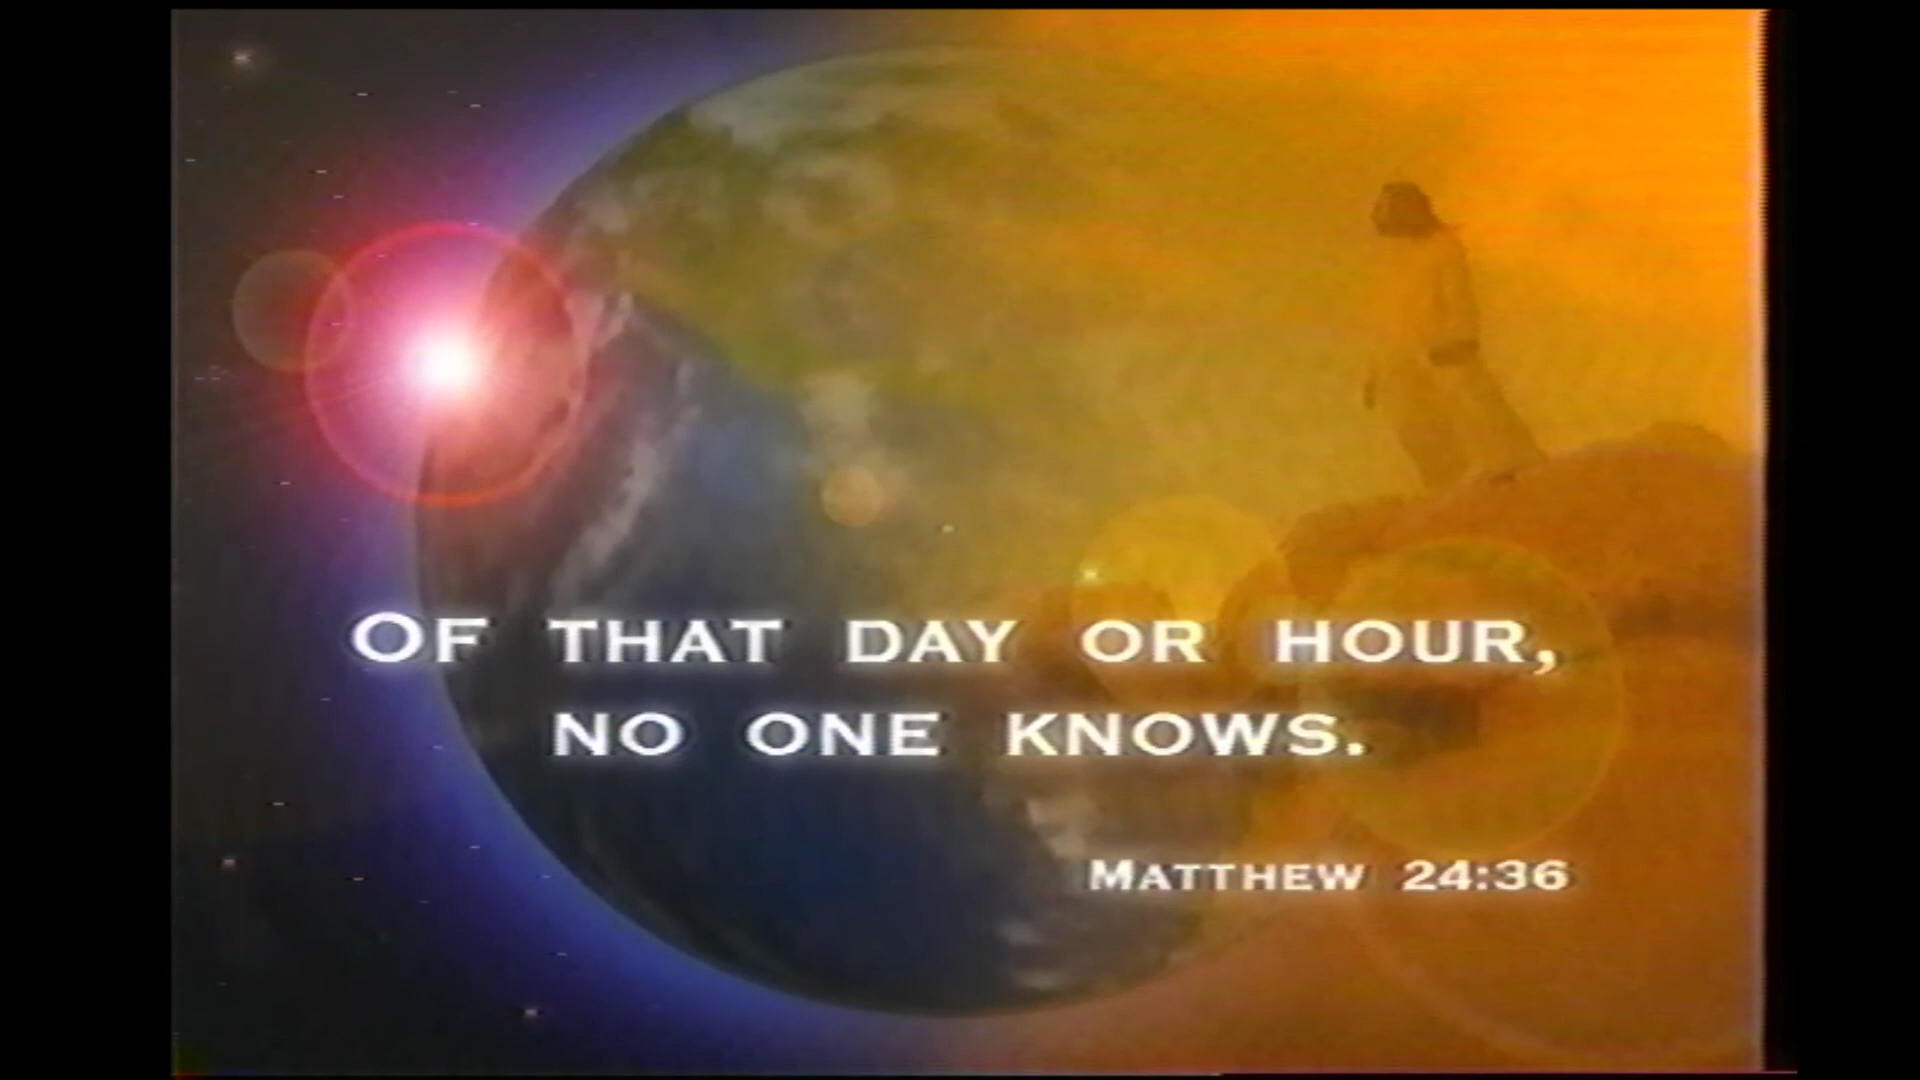 OF THAT DAY OR HOUR,
NO ONE KNOWS.
MATTHEW 24:36